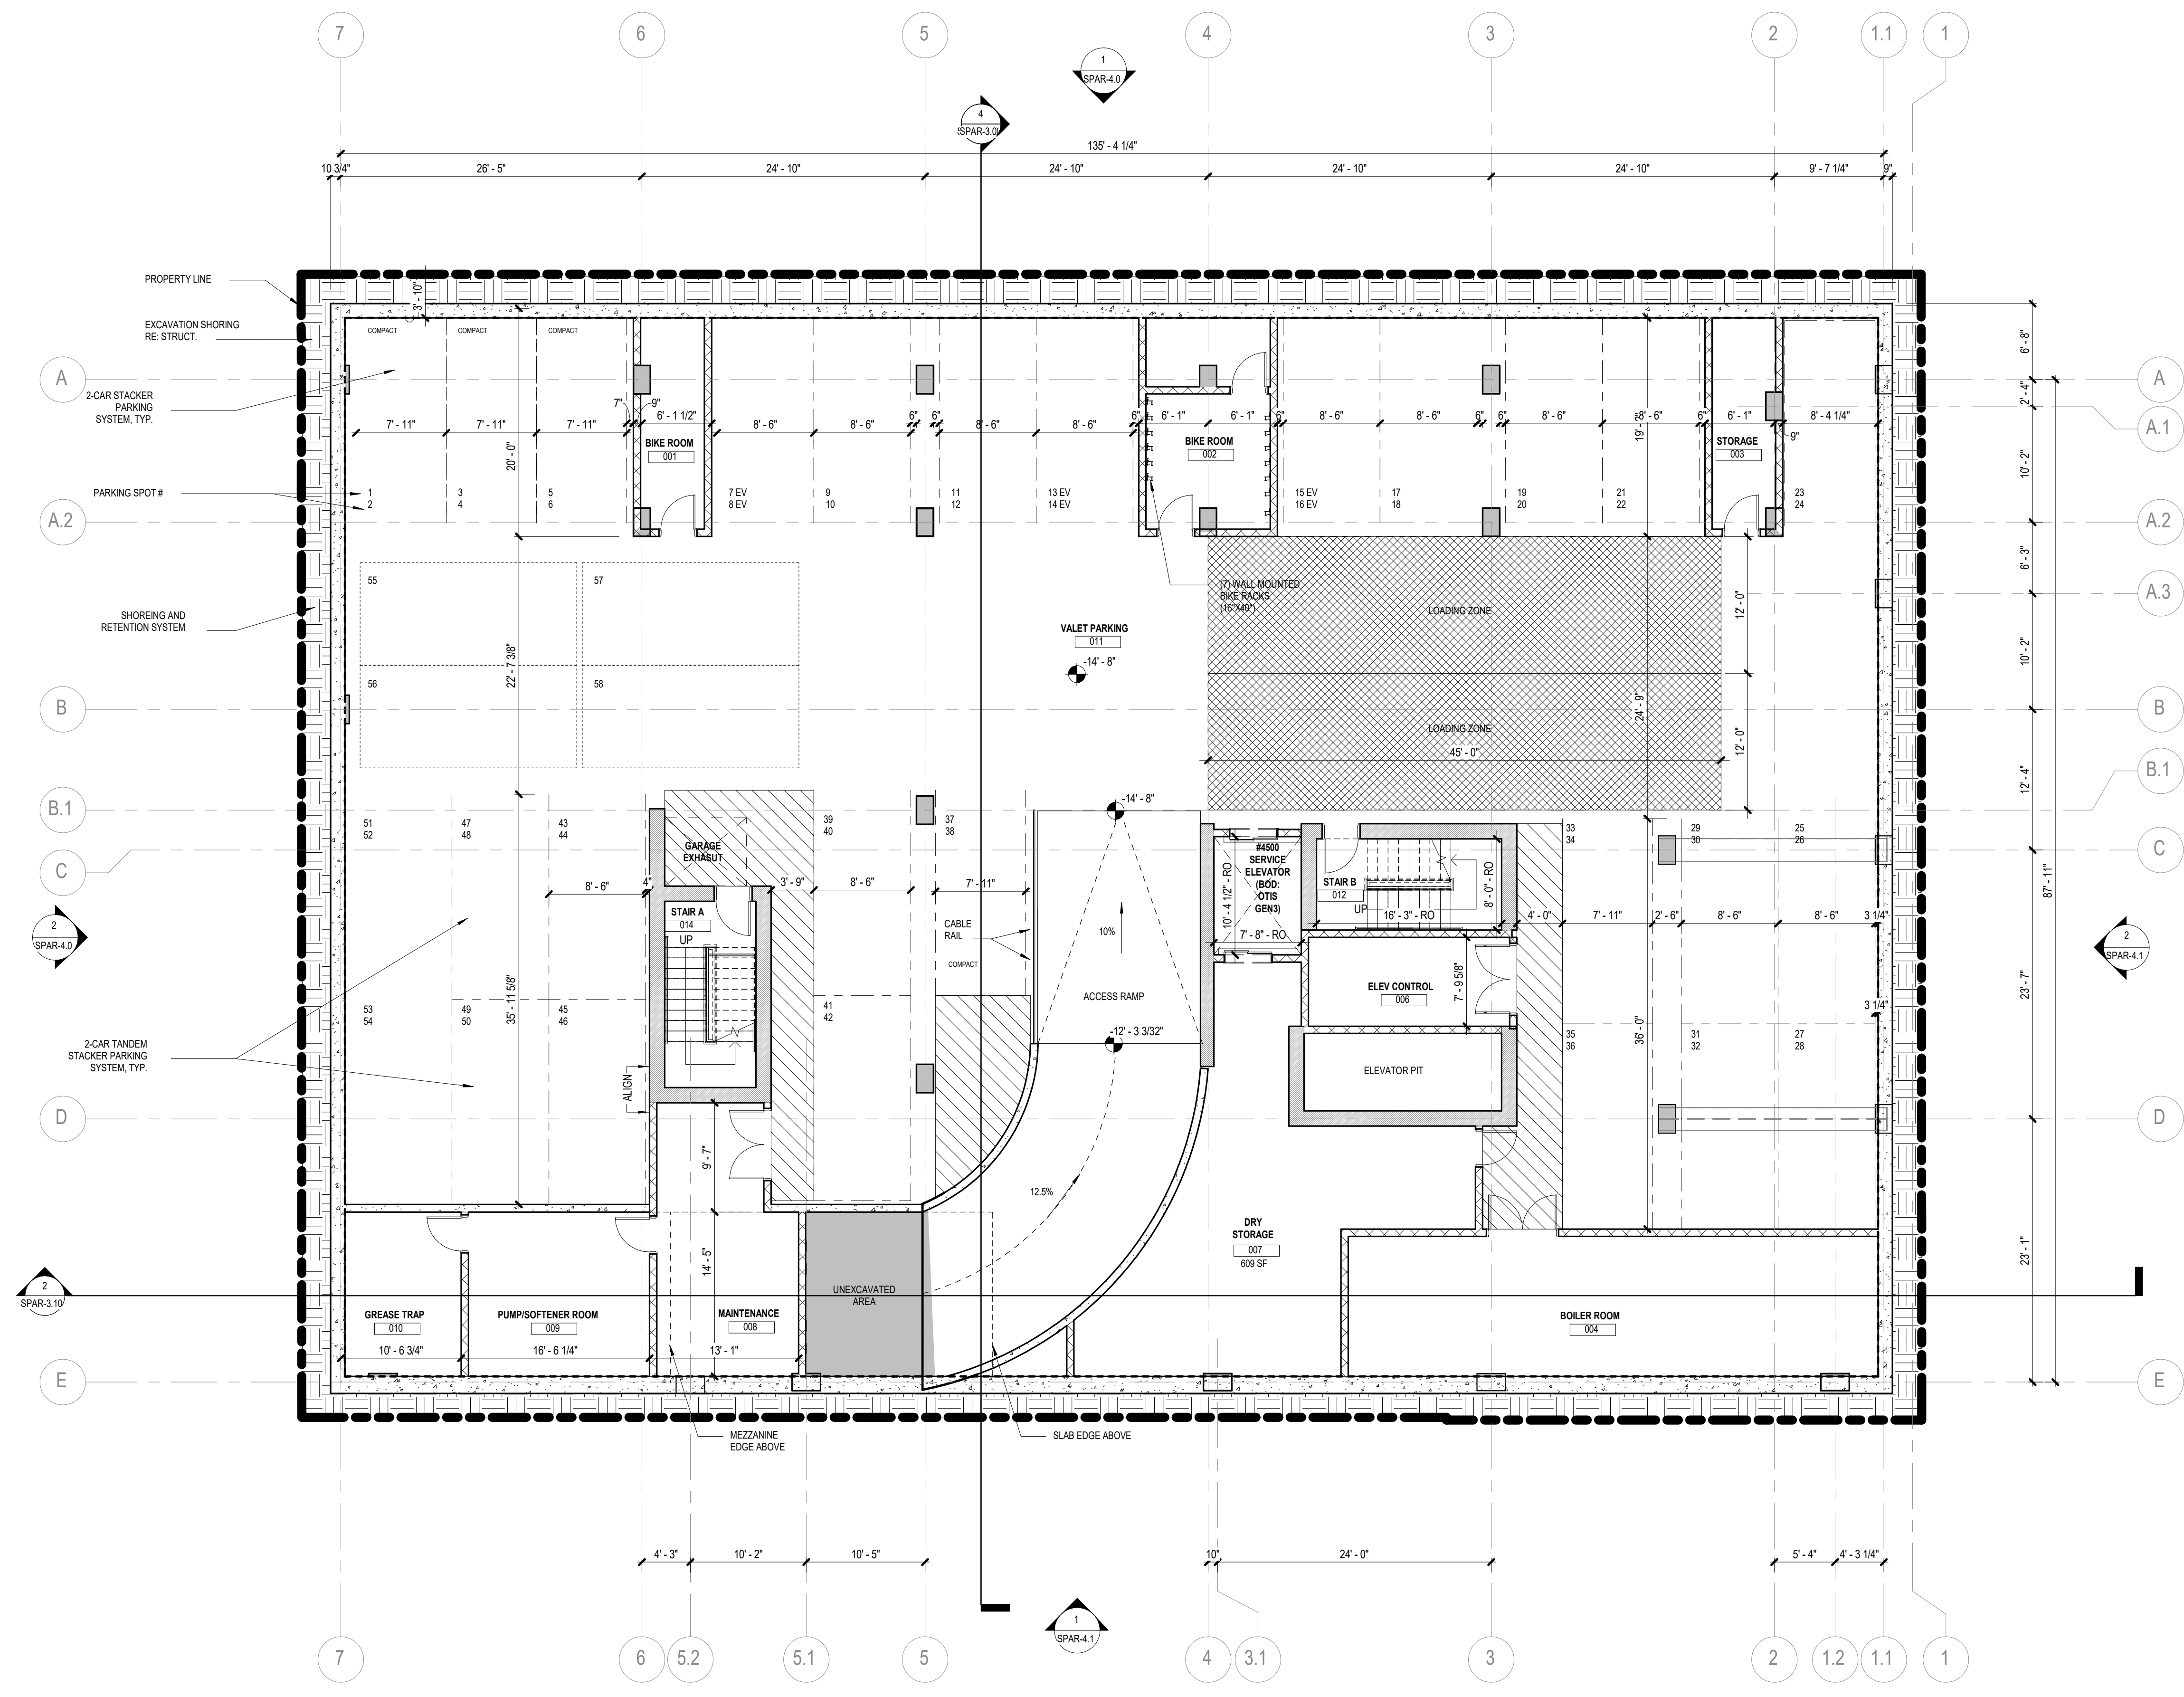 7
6
5
4
3
2
1.1
1
1
SPAR-4.0
4
SPAR-3.0
135' - 4 1/4"
10 3/4"
26' - 5"
24' - 10"
24' - 10"
24' - 10"
24' - 10"
9' - 7 1/4"
9"
PROPERTY LINE
EXCAVATION SHORING
RE: STRUCT.
2-CAR STACKER
PARKING
SYSTEM, TYP.
PARKING SPOT #
SHOREING AND
RETENTION SYSTEM
2-CAR TANDEM
STACKER PARKING
SYSTEM, TYP.
A
A.2
B
B.1
C
D
E
2
SPAR-4.0
2
SPAR-3.10
3' - 10"
COMPACT
COMPACT
COMPACT
7' - 11"
7' - 11"
7' - 11"
7"
9"
6' - 1 1/2"
8' - 6"
8' - 6"
6"
6"
8' - 6"
8' - 6"
6"
6' - 1"
6' - 1"
6"
8' - 6"
8' - 6"
6"
6"
8' - 6"
8' - 6"
6"
6' - 1"
9"
8' - 4 1/4"
20' - 0"
BIKE ROOM
001
BIKE ROOM
002
STORAGE
003
1
2
3
4
5
6
7 EV
8 EV
9
10
11
12
13 EV
14 EV
15 EV
16 EV
17
18
19
20
21
22
23
24
55
57
56
58
22' - 7 3/8"
(7) WALL MOUNTED
BIKE RACKS
(16"X40")
VALET PARKING
011
-14' - 8"
LOADING ZONE
LOADING ZONE
45' - 0"
24' - 9"
12' - 0"
12' - 0"
51
52
47
48
43
44
39
40
37
38
-14' - 8"
33
34
29
30
25
26
GARAGE
EXHASUT
8' - 6"
4"
3' - 9"
8' - 6"
7' - 11"
STAIR A
014
UP
CABLE
RAIL
COMPACT
10%
ACCESS RAMP
-12' - 3 3/32"
#4500
SERVICE
ELEVATOR
(BOD:
OTIS
GEN3)
10' - 4 1/2" - RO
7' - 8" - RO
STAIR B
012
UP
16' - 3" - RO
8' - 0" - RO
4' - 0"
7' - 11"
2' - 6"
8' - 6"
8' - 6"
3 1/4"
3 1/4"
ELEV CONTROL
006
7' - 9 5/8"
ELEVATOR PIT
53
54
49
50
45
46
41
42
35
36
31
32
27
28
35' - 11 5/8"
36' - 0"
ALIGN
9' - 7"
14' - 5"
12.5%
DRY
STORAGE
007
609 SF
UNEXCAVATED
AREA
GREASE TRAP
010
10' - 6 3/4"
PUMP/SOFTENER ROOM
009
16' - 6 1/4"
MAINTENANCE
008
13' - 1"
BOILER ROOM
004
MEZZANINE
EDGE ABOVE
SLAB EDGE ABOVE
6' - 8"
2' - 4"
10' - 2"
6' - 3"
10' - 2"
12' - 4"
23' - 7"
23' - 1"
87' - 11"
A
A.1
A.2
A.3
B
B.1
C
D
E
2
SPAR-4.1
4' - 3"
10' - 2"
10' - 5"
10"
24' - 0"
5' - 4"
4' - 3 1/4"
1
SPAR-4.1
7
6
5.2
5.1
5
4
3.1
3
2
1.2
1.1
1